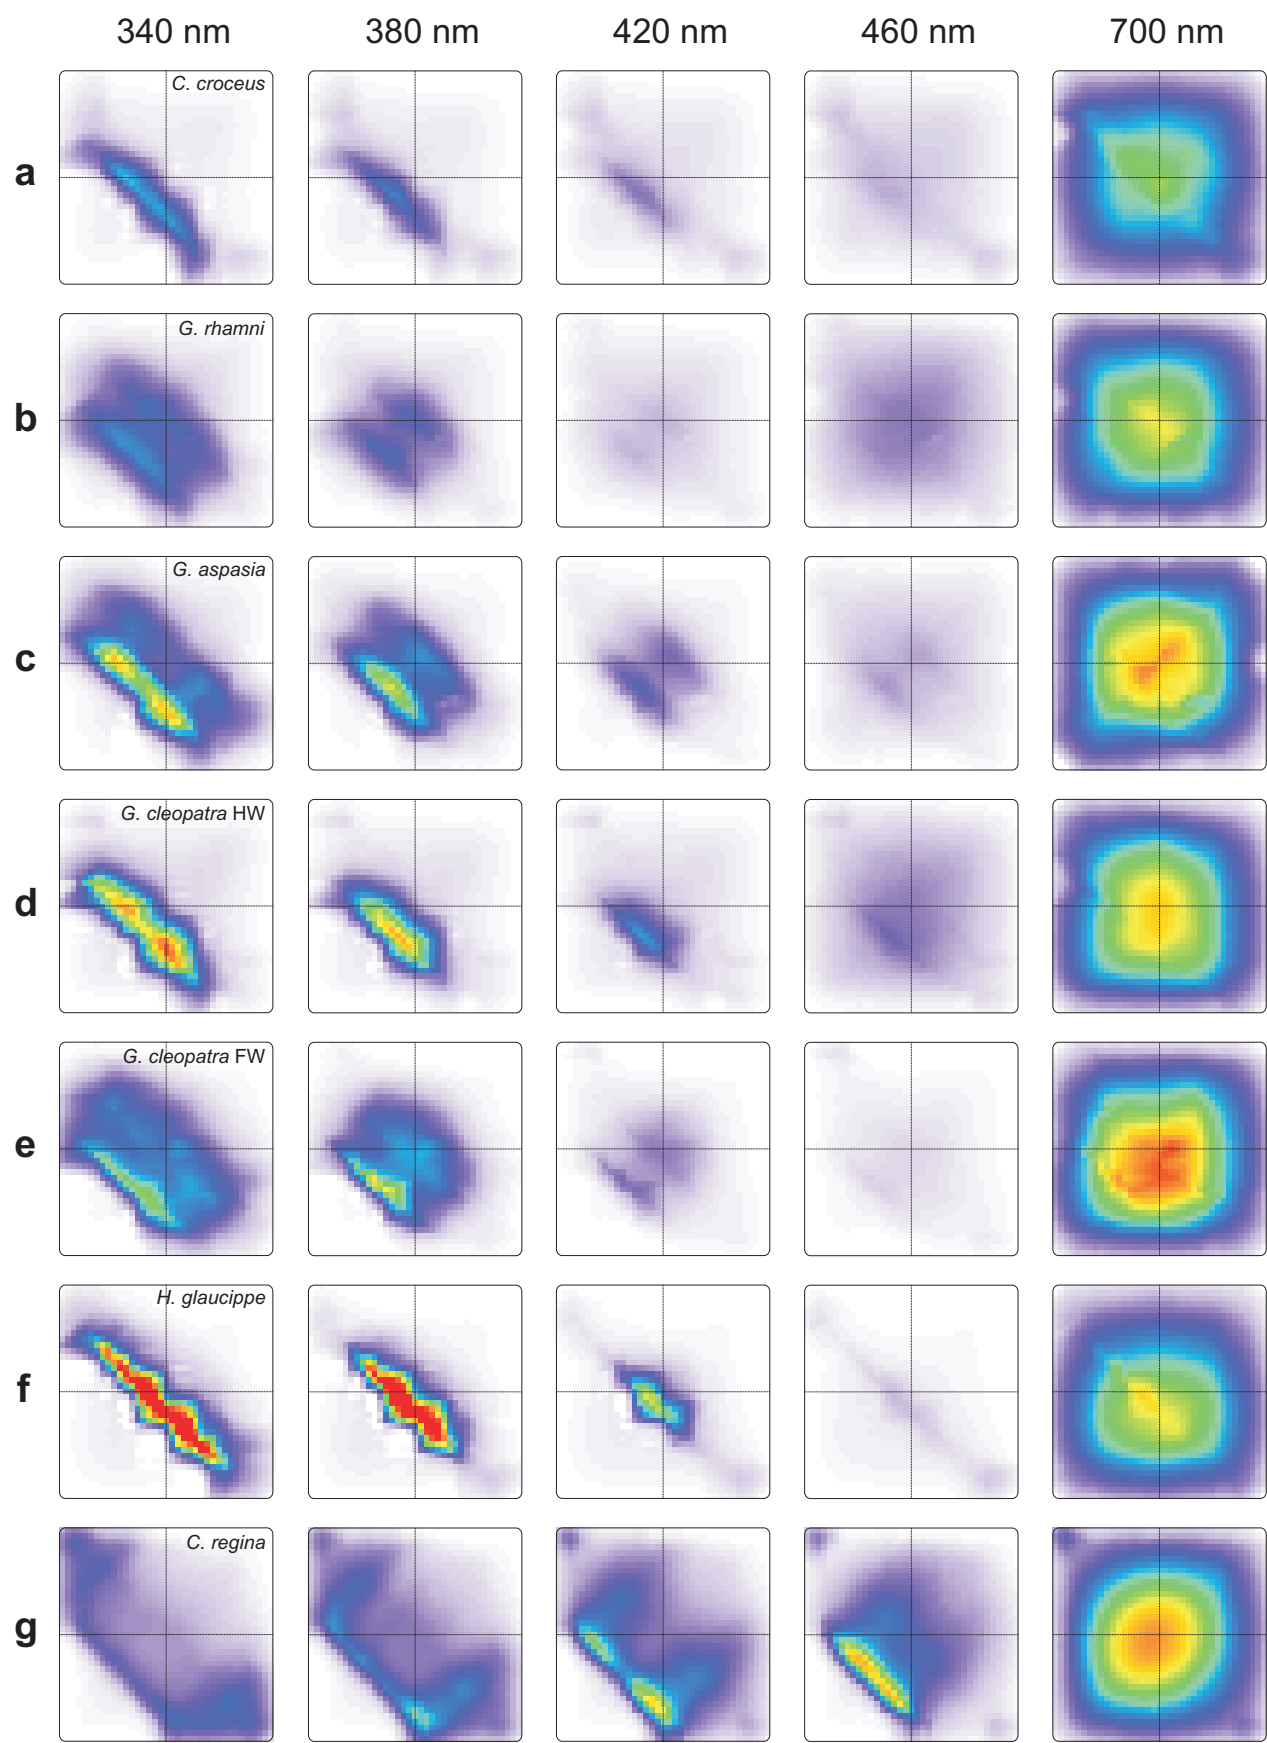 340 nm 380 nm 420 nm 460 nm 700 nm
C. croceus
a
G. rhamni
b
G. aspasia
c
G. cleopatra HW
d
G. cleopatra FW
e
H. glaucippe
f
C. regina
g